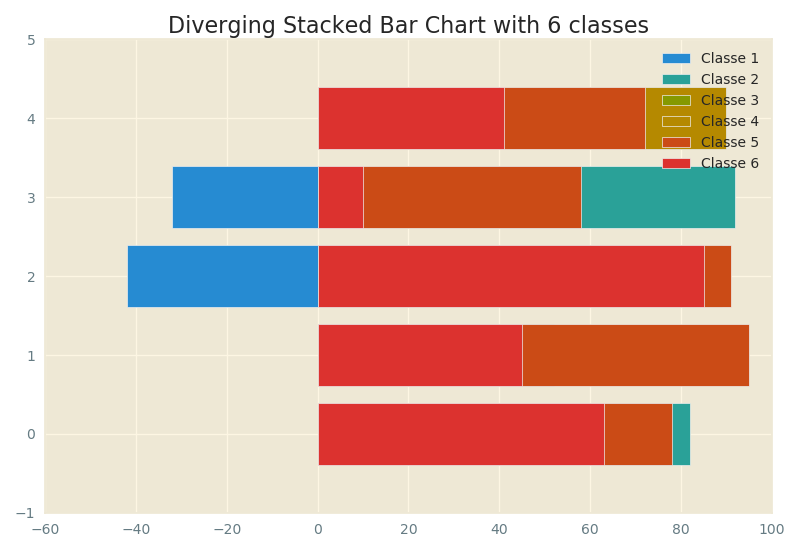 Diverging Stacked Bar Chart with 6 classes
5
4
3
2
1
0
−1
Classe 1
Classe 2
Classe 3
Classe 4
Classe 5
Classe 6
−60 −40 −20 0 20 40 60 80 100